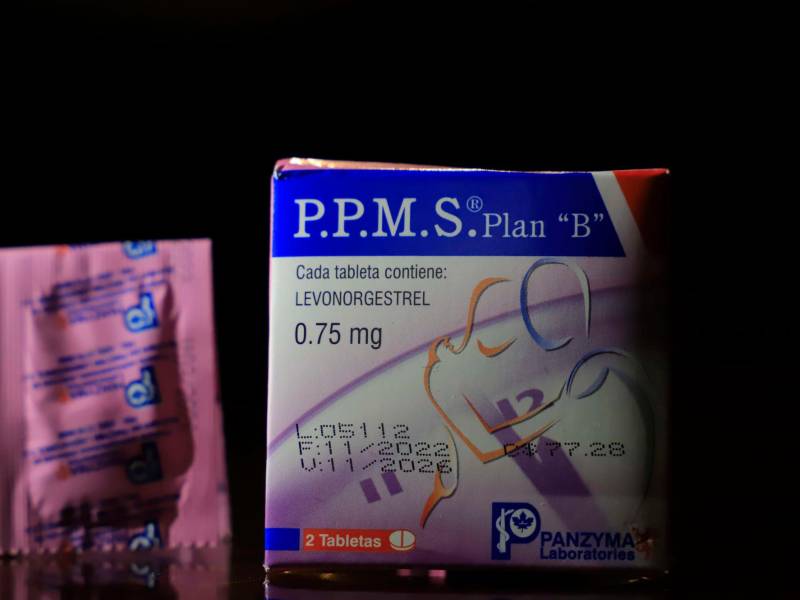 P.P.M.S.® Plan “B”
Cada tableta contiene:
LEVONORGESTREL
0.75 mg
L:05112
F:11/2022 C$ 77.28
V:11/2026
2 Tabletas
PANZYMA
Laboratories